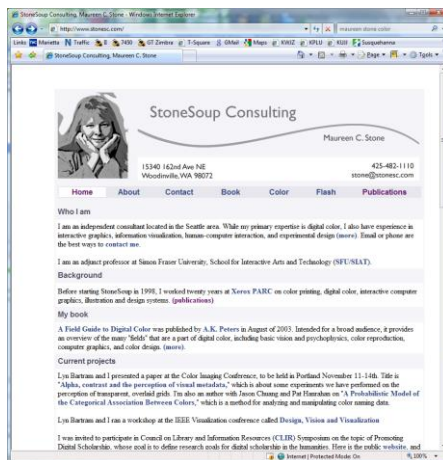 StoneSoup Consulting, Maureen C. Stone - Windows Internet Explorer
http://www.stonesc.com/
maureen stone color
Links Marietta Traffic 7450 GT Zimbra T-Square GMail Maps KWJZ KPLU KUH Susquehanna
StoneSoup Consulting, Maureen C. Stone
Page Tools
StoneSoup Consulting
Maureen C. Stone
15340 162nd Ave NE
Woodinville, WA 98072
425-482-1110
stone@stonesc.com
Home About Contact Book Color Flash Publications
Who I am
I am an independent consultant located in the Seattle area. While my primary expertise is digital color, I also have experience in
interactive graphics, information visualization, human-computer interaction, and experimental design (more). Email or phone are
the best ways to contact me.
I am an adjunct professor at Simon Fraser University, School for Interactive Arts and Technology (SFU/SIAT).
Background
Before starting StoneSoup in 1998, I worked twenty years at Xerox PARC on color printing, digital color, interactive computer
graphics, illustration and design systems. (publications)
My book
A Field Guide to Digital Color was published by A.K. Peters in August of 2003. Intended for a broad audience, it provides
an overview of the many "fields" that are a part of digital color, including basic vision and psychophysics, color reproduction,
computer graphics, and color design. (more).
Current projects
Lyn Bartram and I presented a paper at the Color Imaging Conference, to be held in Portland November 11-14th. Title is
"Alpha, contrast and the perception of visual metadata," which is about some experiments we have performed on the
perception of transparent, overlaid grids. I'm also an author with Jason Chuang and Pat Hanrahan on "A Probabilistic Model of
the Categorical Association Between Colors," which is a method for analyzing and manipulating color naming data.
Lyn Bartram and I ran a workshop at the IEEE Visualization conference called Design, Vision and Visualization
I was invited to participate in Council on Library and Information Resources (CLIR) Symposium on the topic of Promoting
Digital Scholarship, whose goal is to define research goals for digital scholarship in the humanities. Here is the public website, and
Internet | Protected Mode: On 100%